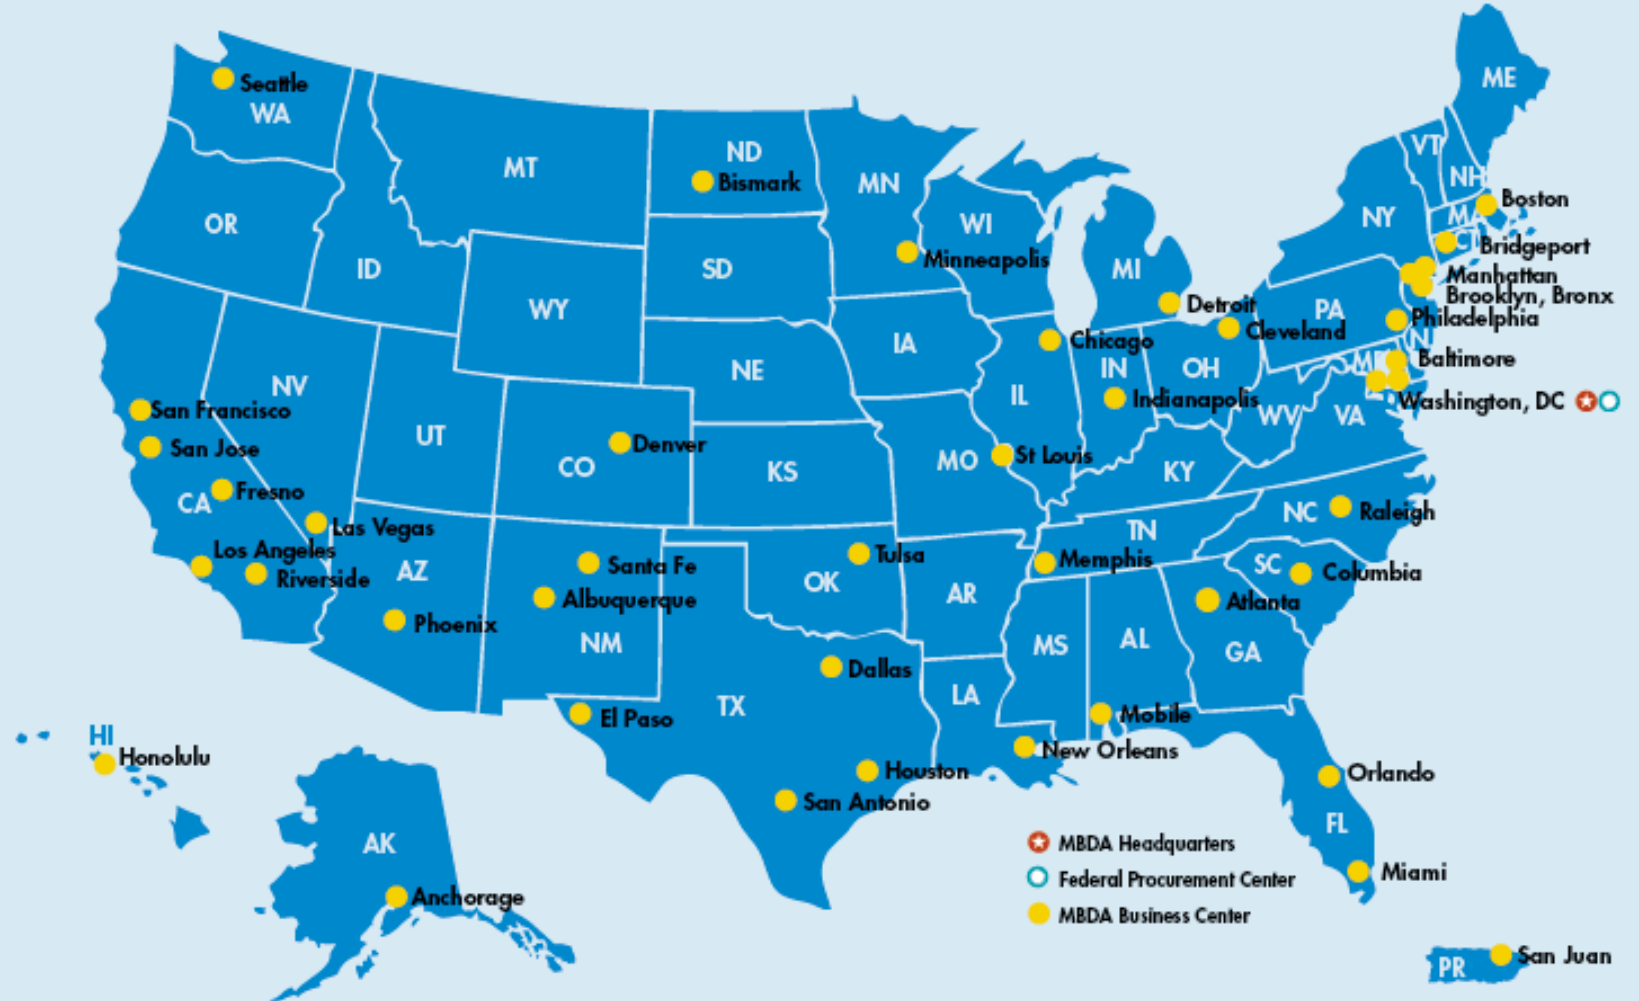 ME
Seattle
WA
VT
ND
MT
NH
Bismark
MN
Boston
MA
NY
OR
WI
CT
Bridgeport
Minneapolis
ID
SD
MI
Manhattan
Brooklyn, Bronx
Detroit
WY
PA
Philadelphia
Cleveland
Chicago
IA
Baltimore
NE
IN
OH
NV
IL
Indianapolis
Washington, DC
San Francisco
WV
VA
UT
Denver
San Jose
St Louis
CO
MO
KS
KY
Fresno
CA
Raleigh
NC
Las Vegas
TN
Los Angeles
Tulsa
Memphis
Santa Fe
SC
AZ
Columbia
Riverside
OK
AR
Albuquerque
Atlanta
Phoenix
NM
MS
AL
GA
Dallas
LA
TX
El Paso
Mobile
HI
New Orleans
Honolulu
Houston
Orlando
San Antonio
FL
AK
MBDA Headquarters
Miami
Federal Procurement Center
Anchorage
MBDA Business Center
San Juan
PR